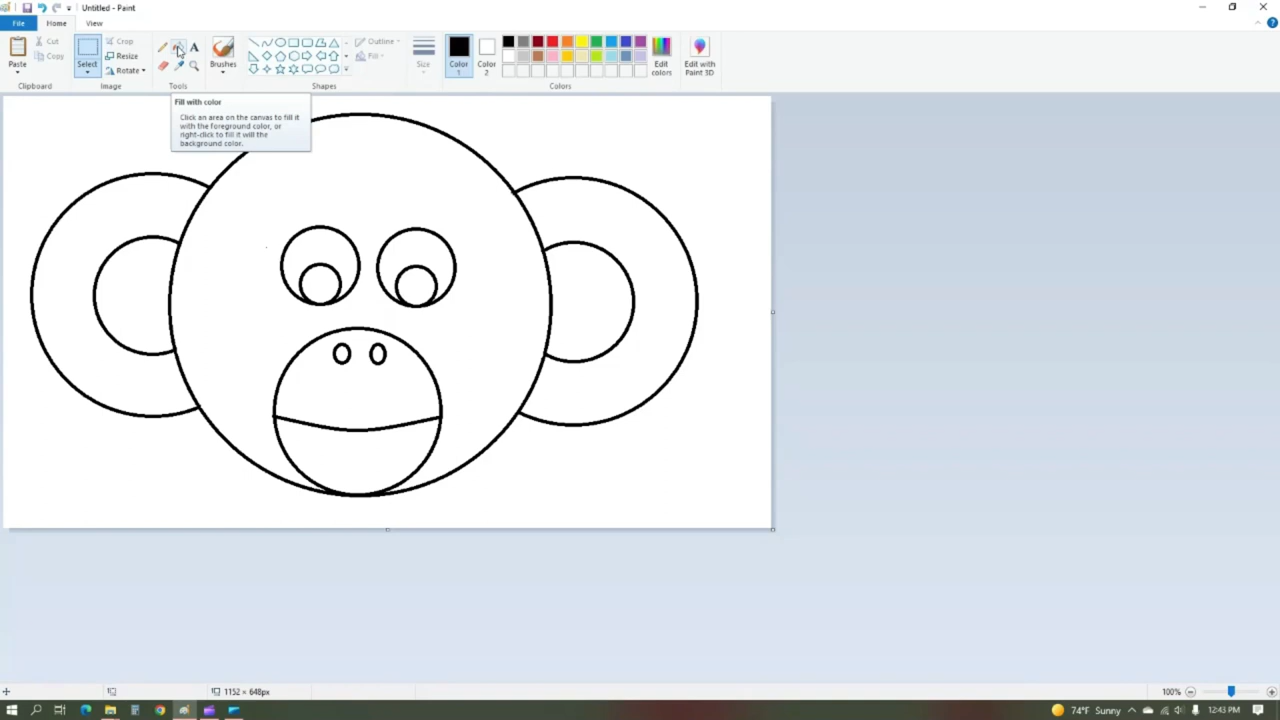 Untitled - Paint
File Home View
Paste
Cut
Copy
Clipboard
Select
Crop
Resize
Rotate
Image
A
Tools
Brushes
Outline
Fill
Shapes
Size
Color 1
Color 2
Edit colors
Edit with Paint 3D
Colors
Fill with color
Click an area on the canvas to fill it
with the foreground color, or
right-click to fill it will the
background color.
1152 × 648px
100%
74°F Sunny
12:43 PM